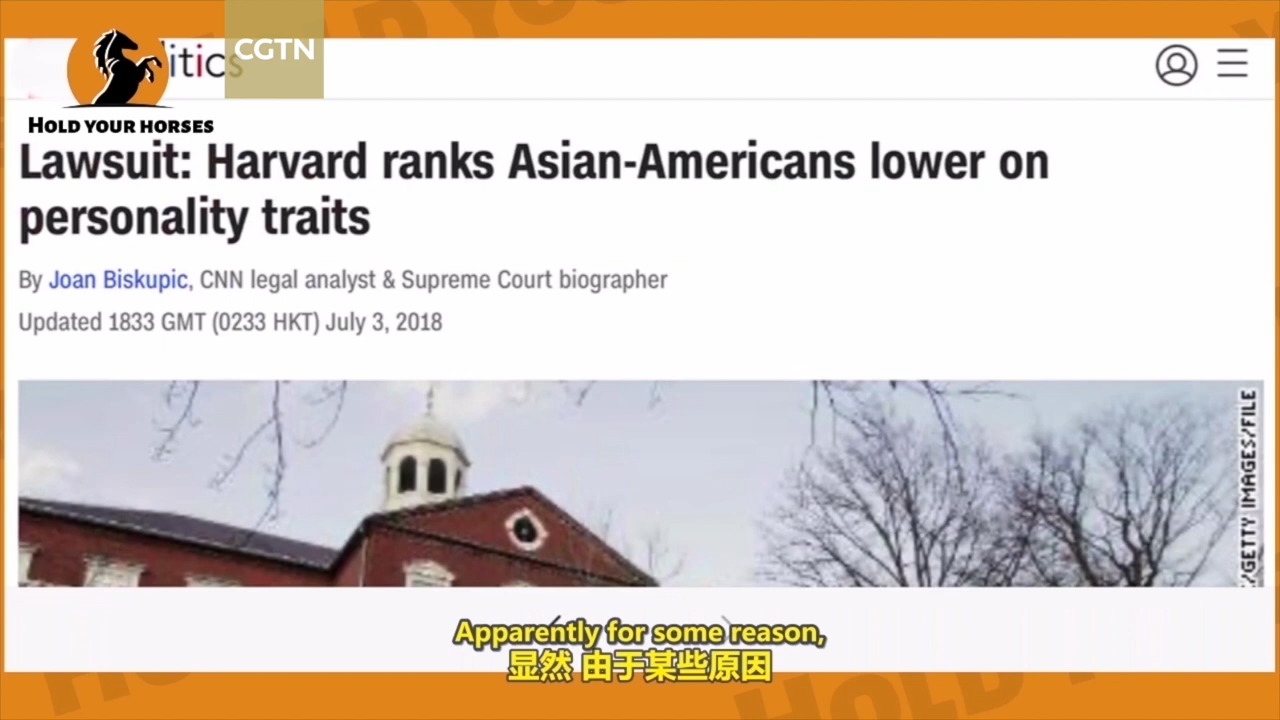 CGTN
itics
HOLD YOUR HORSES
Lawsuit: Harvard ranks Asian-Americans lower on
personality traits
By Joan Biskupic, CNN legal analyst & Supreme Court biographer
Updated 1833 GMT (0233 HKT) July 3, 2018
/GETTY IMAGES/FILE
Apparently for some reason,
显然 由于某些原因